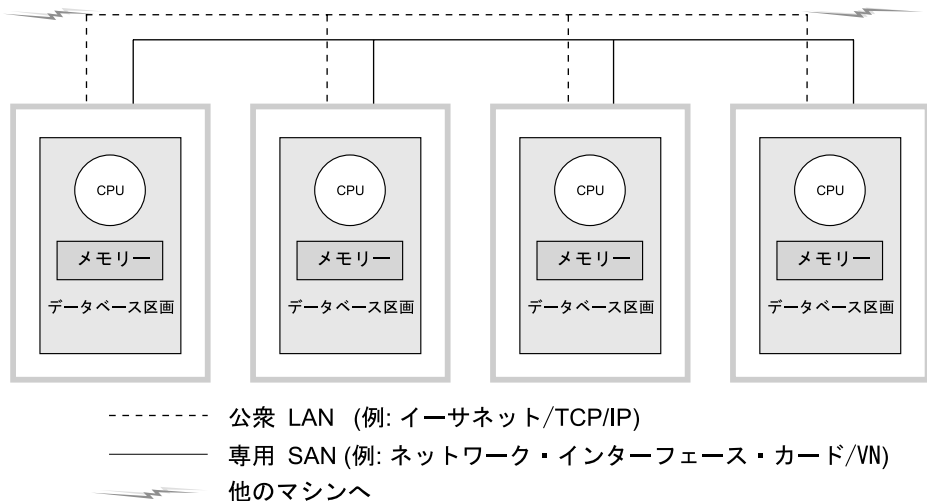 CPU CPU CPU CPU
メモリー メモリー メモリー メモリー
データベース区画 データベース区画 データベース区画 データベース区画
公衆 LAN (例: イーサネット/TCP/IP)
専用 SAN (例: ネットワーク・インターフェース・カード/VN)
他のマシンへ